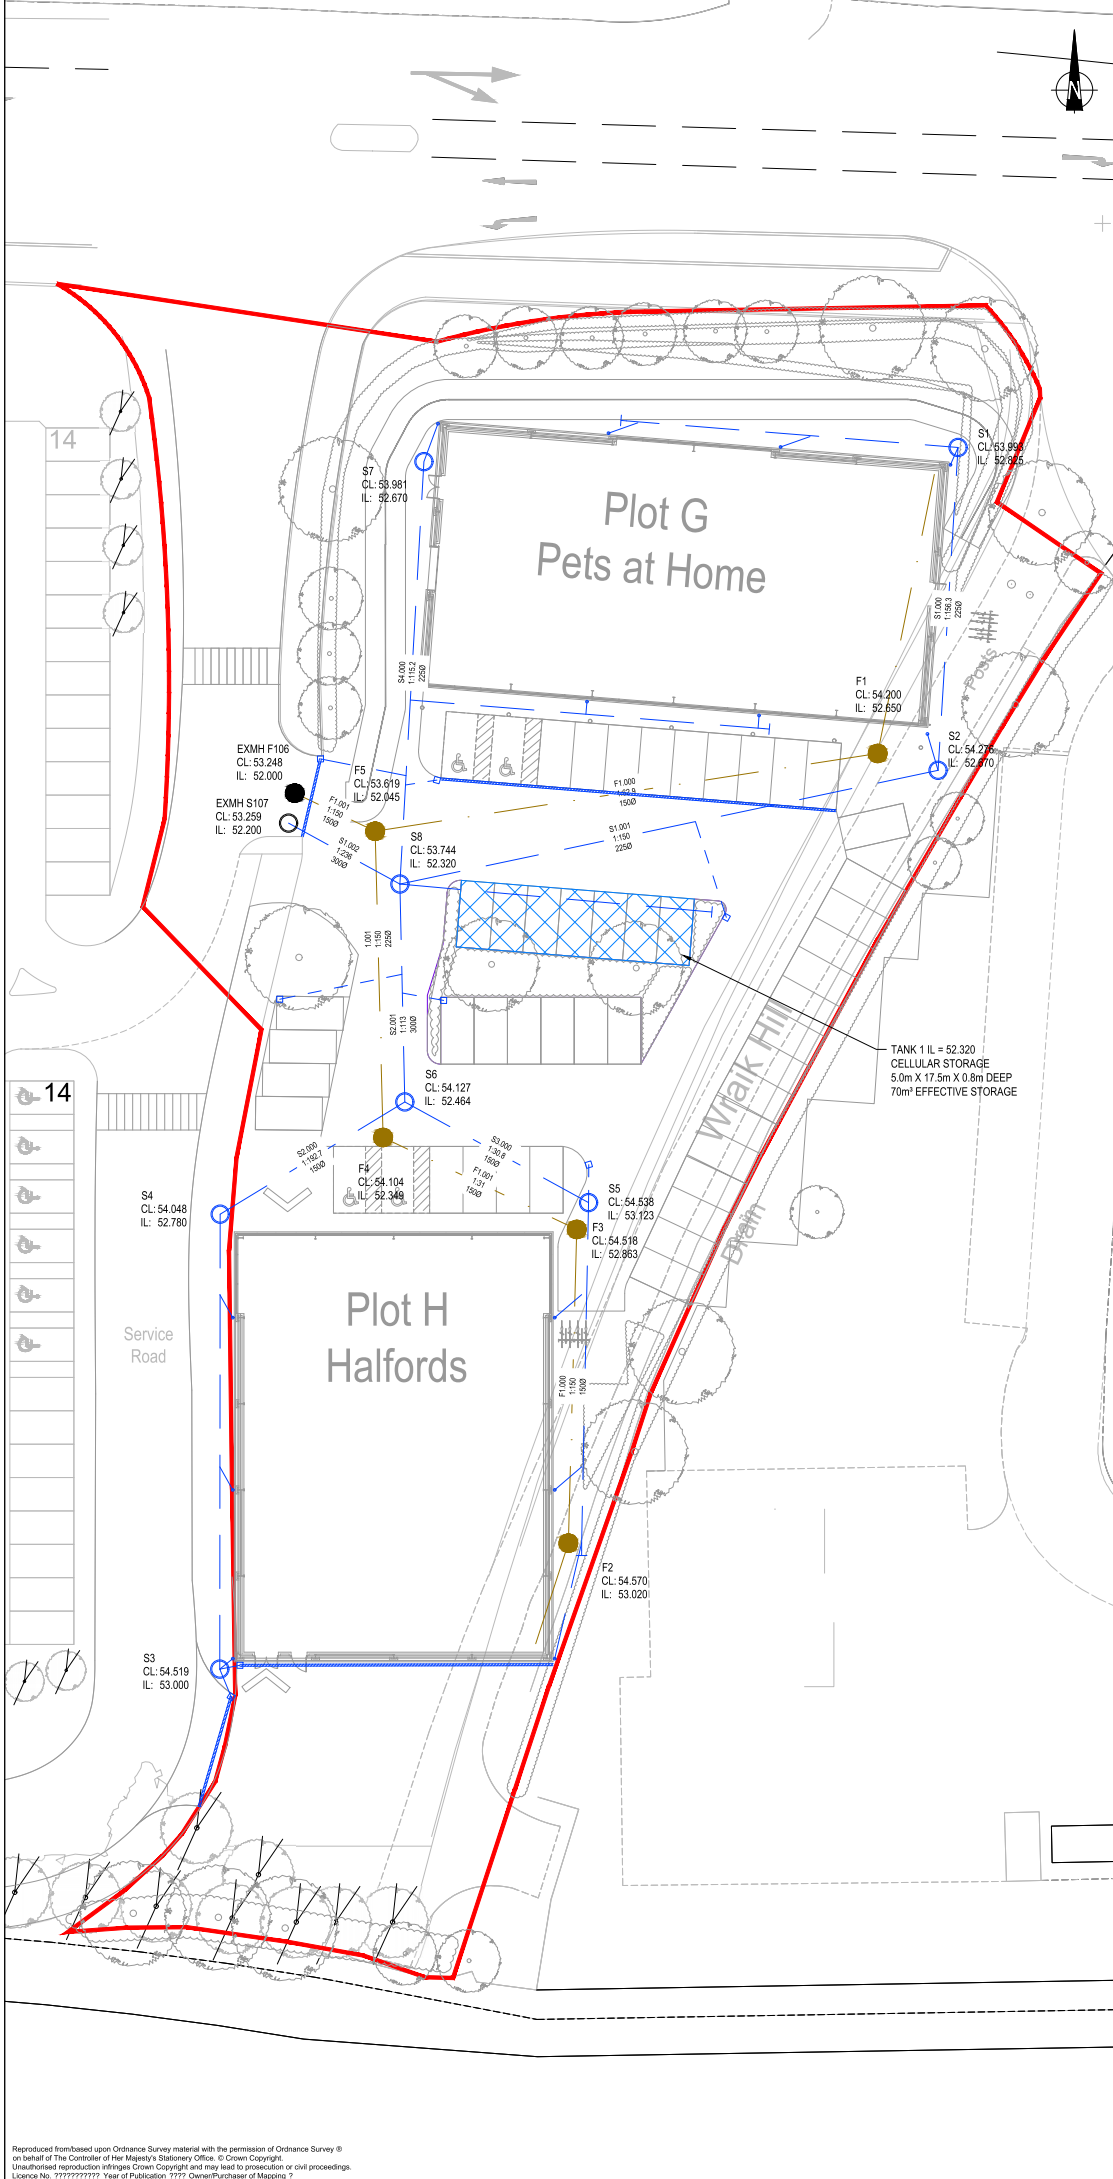 N
14
S1
CL: 53.993
IL: 52.825
S7
CL: 53.981
IL: 52.670
Plot G
Pets at Home
S1.000
1:156.3
225Ø
Posts
S4.000
1:115.2
225Ø
F1
CL: 54.200
IL: 52.650
S2
CL: 54.276
IL: 52.670
EXMH F106
CL: 53.248
IL: 52.000
F5
CL: 53.619
IL: 52.045
F1.000
150Ø
EXMH S107
CL: 53.259
IL: 52.200
F1.001
1:150
150Ø
S1.002
1:236
300Ø
S8
CL: 53.744
IL: 52.320
S1.001
1:150
225Ø
1.001
1:150
225Ø
S2.001
1:113
300Ø
TANK 1 IL = 52.320
CELLULAR STORAGE
5.0m X 17.5m X 0.8m DEEP
70m³ EFFECTIVE STORAGE
Wraik Hill
14
S6
CL: 54.127
IL: 52.464
S2.000
1:192.7
150Ø
S3.000
1:30.6
150Ø
F1.001
1:31
150Ø
F4
CL: 54.104
IL: 52.349
S4
CL: 54.048
IL: 52.780
S5
CL: 54.538
IL: 53.123
F3
CL: 54.518
IL: 52.863
Drain
Plot H
Halfords
Service
Road
F1.000
1:150
150Ø
F2
CL: 54.570
IL: 53.020
S3
CL: 54.519
IL: 53.000
Reproduced from/based upon Ordnance Survey material with the permission of Ordnance Survey ®
on behalf of The Controller of Her Majesty's Stationery Office. © Crown Copyright.
Unauthorised reproduction infringes Crown Copyright and may lead to prosecution or civil proceedings.
Licence No. ??????????? Year of Publication ???? Owner/Purchaser of Mapping ?